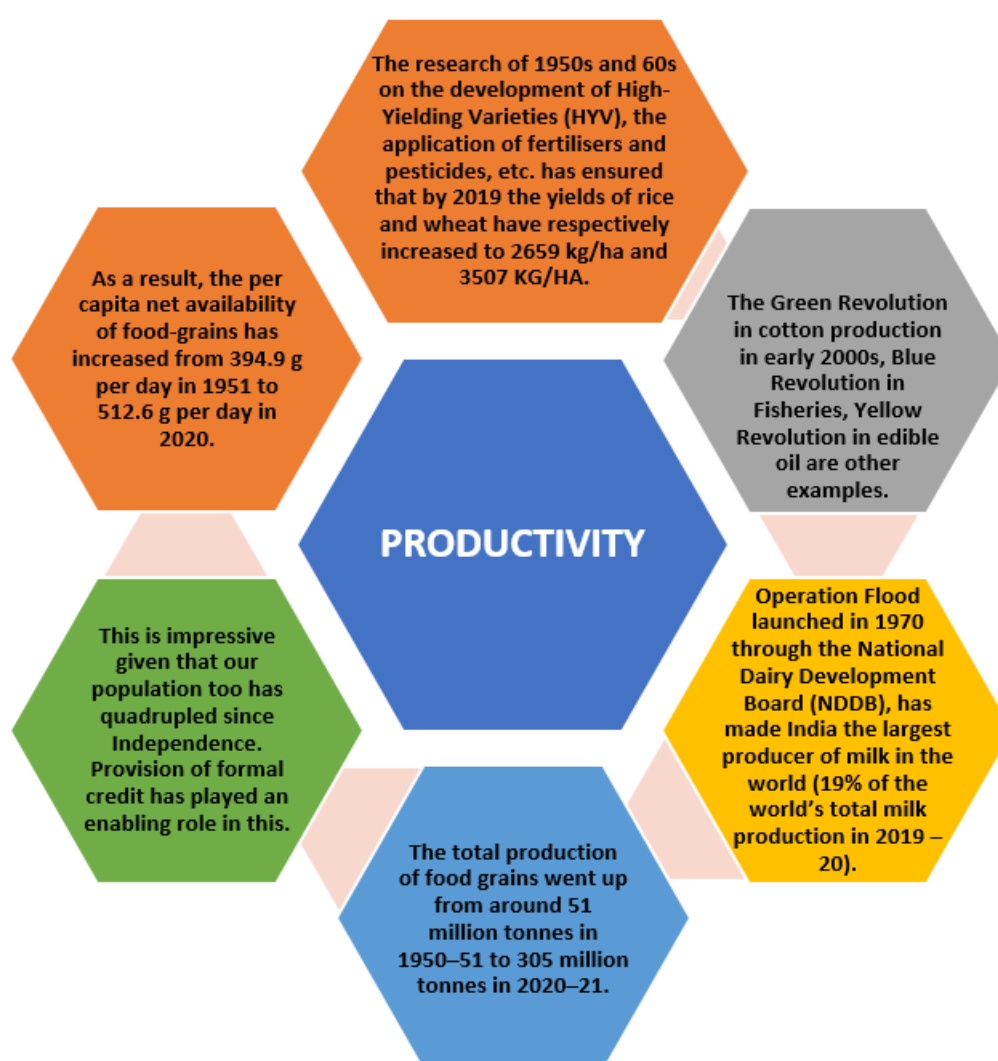 The research of 1950s and 60s
on the development of High-
Yielding Varieties (HYV), the
application of fertilisers and
pesticides, etc. has ensured
that by 2019 the yields of rice
and wheat have respectively
increased to 2659 kg/ha and
3507 KG/HA.
The Green Revolution
in cotton production
in early 2000s, Blue
Revolution in
Fisheries, Yellow
Revolution in edible
oil are other
examples.
Operation Flood
launched in 1970
through the National
Dairy Development
Board (NDDB), has
made India the largest
producer of milk in the
world (19% of the
world's total milk
production in 2019 –
20).
The total production
of food grains went up
from around 51
million tonnes in
1950–51 to 305 million
tonnes in 2020–21.
This is impressive
given that our
population too has
quadrupled since
Independence.
Provision of formal
credit has played an
enabling role in this.
As a result, the per
capita net availability
of food-grains has
increased from 394.9 g
per day in 1951 to
512.6 g per day in
2020.
PRODUCTIVITY